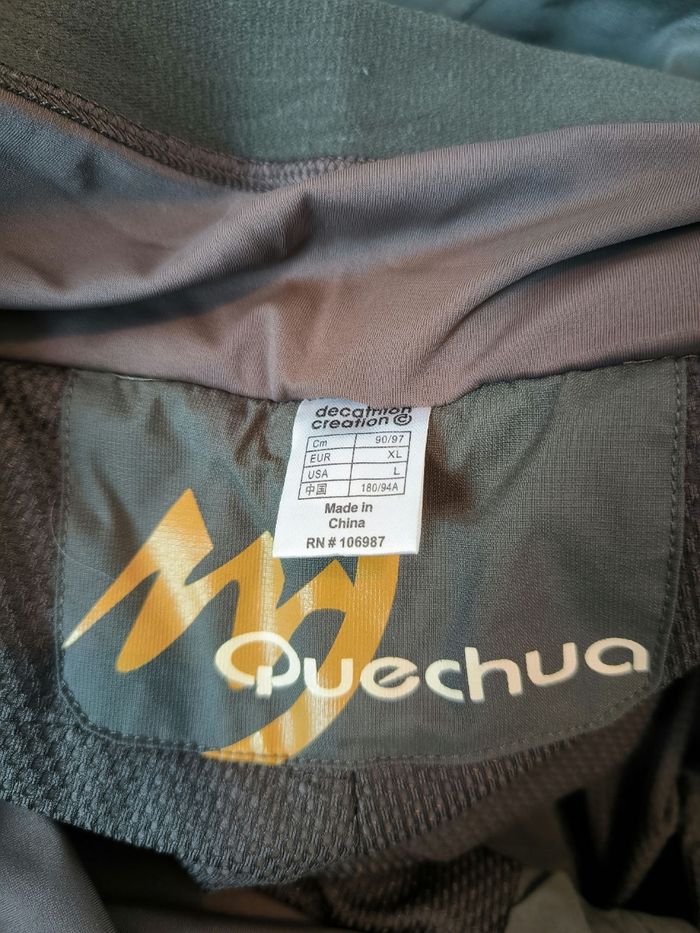 decathlon
creation ©
Cm 90/97
EUR XL
USA L
中国 180/94A
Made in
China
RN # 106987
Quechua